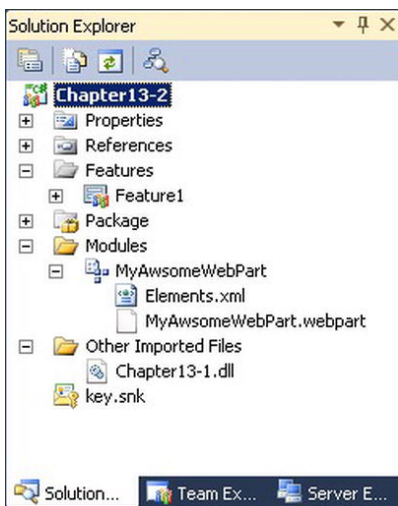 Solution Explorer
Chapter13-2
Properties
References
Features
Feature1
Package
Modules
MyAwsomeWebPart
Elements.xml
MyAwsomeWebPart.webpart
Other Imported Files
Chapter13-1.dll
key.snk
Solution... Team Ex... Server E...